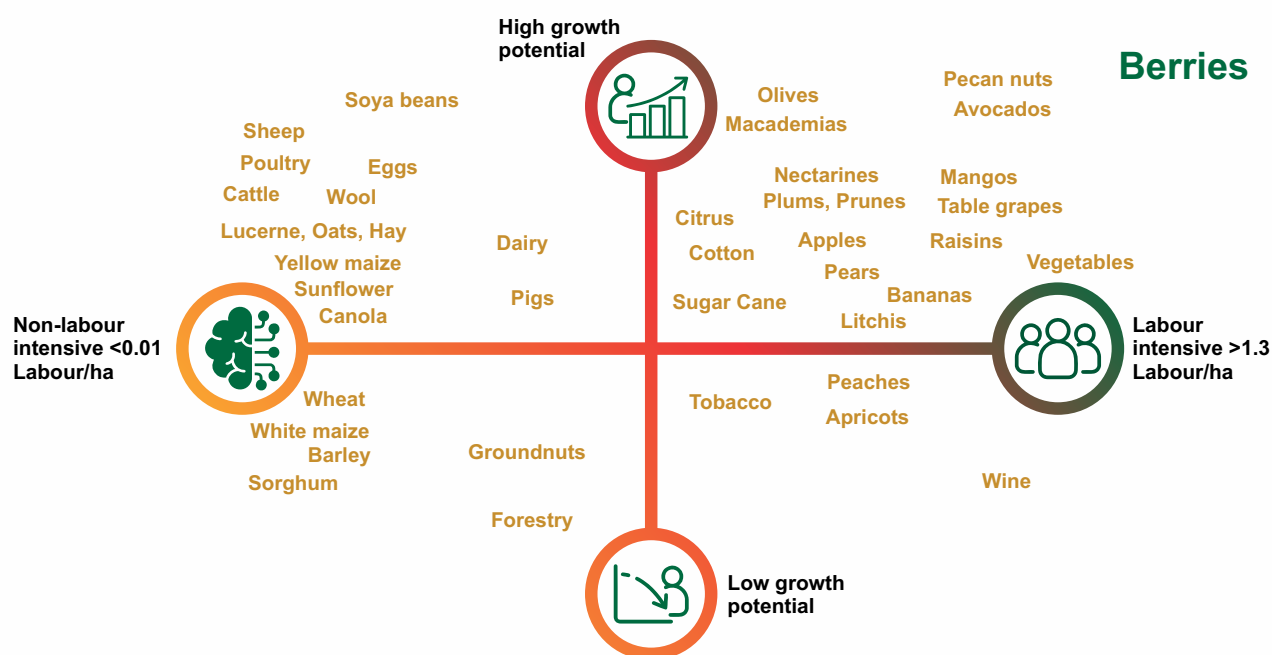 High growth
potential
Berries
Pecan nuts
Avocados
Olives
Macademias
Soya beans
Sheep
Poultry
Eggs
Cattle
Wool
Nectarines
Mangos
Plums, Prunes
Table grapes
Citrus
Lucerne, Oats, Hay
Dairy
Cotton
Apples
Raisins
Yellow maize
Pears
Vegetables
Sunflower
Pigs
Sugar Cane
Bananas
Canola
Litchis
Non-labour
intensive <0.01
Labour/ha
Labour
intensive >1.3
Labour/ha
Wheat
Tobacco
Peaches
White maize
Apricots
Barley
Groundnuts
Sorghum
Wine
Forestry
Low growth
potential